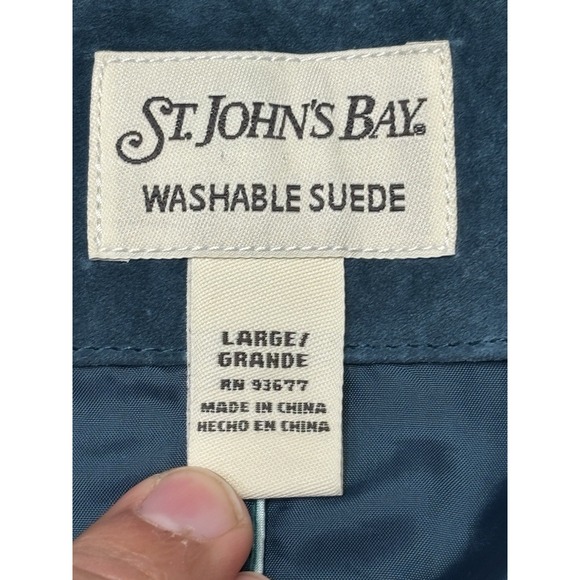 ST. JOHN'S BAY®
WASHABLE SUEDE
LARGE/
GRANDE
RN 93677
MADE IN CHINA
HECHO EN CHINA